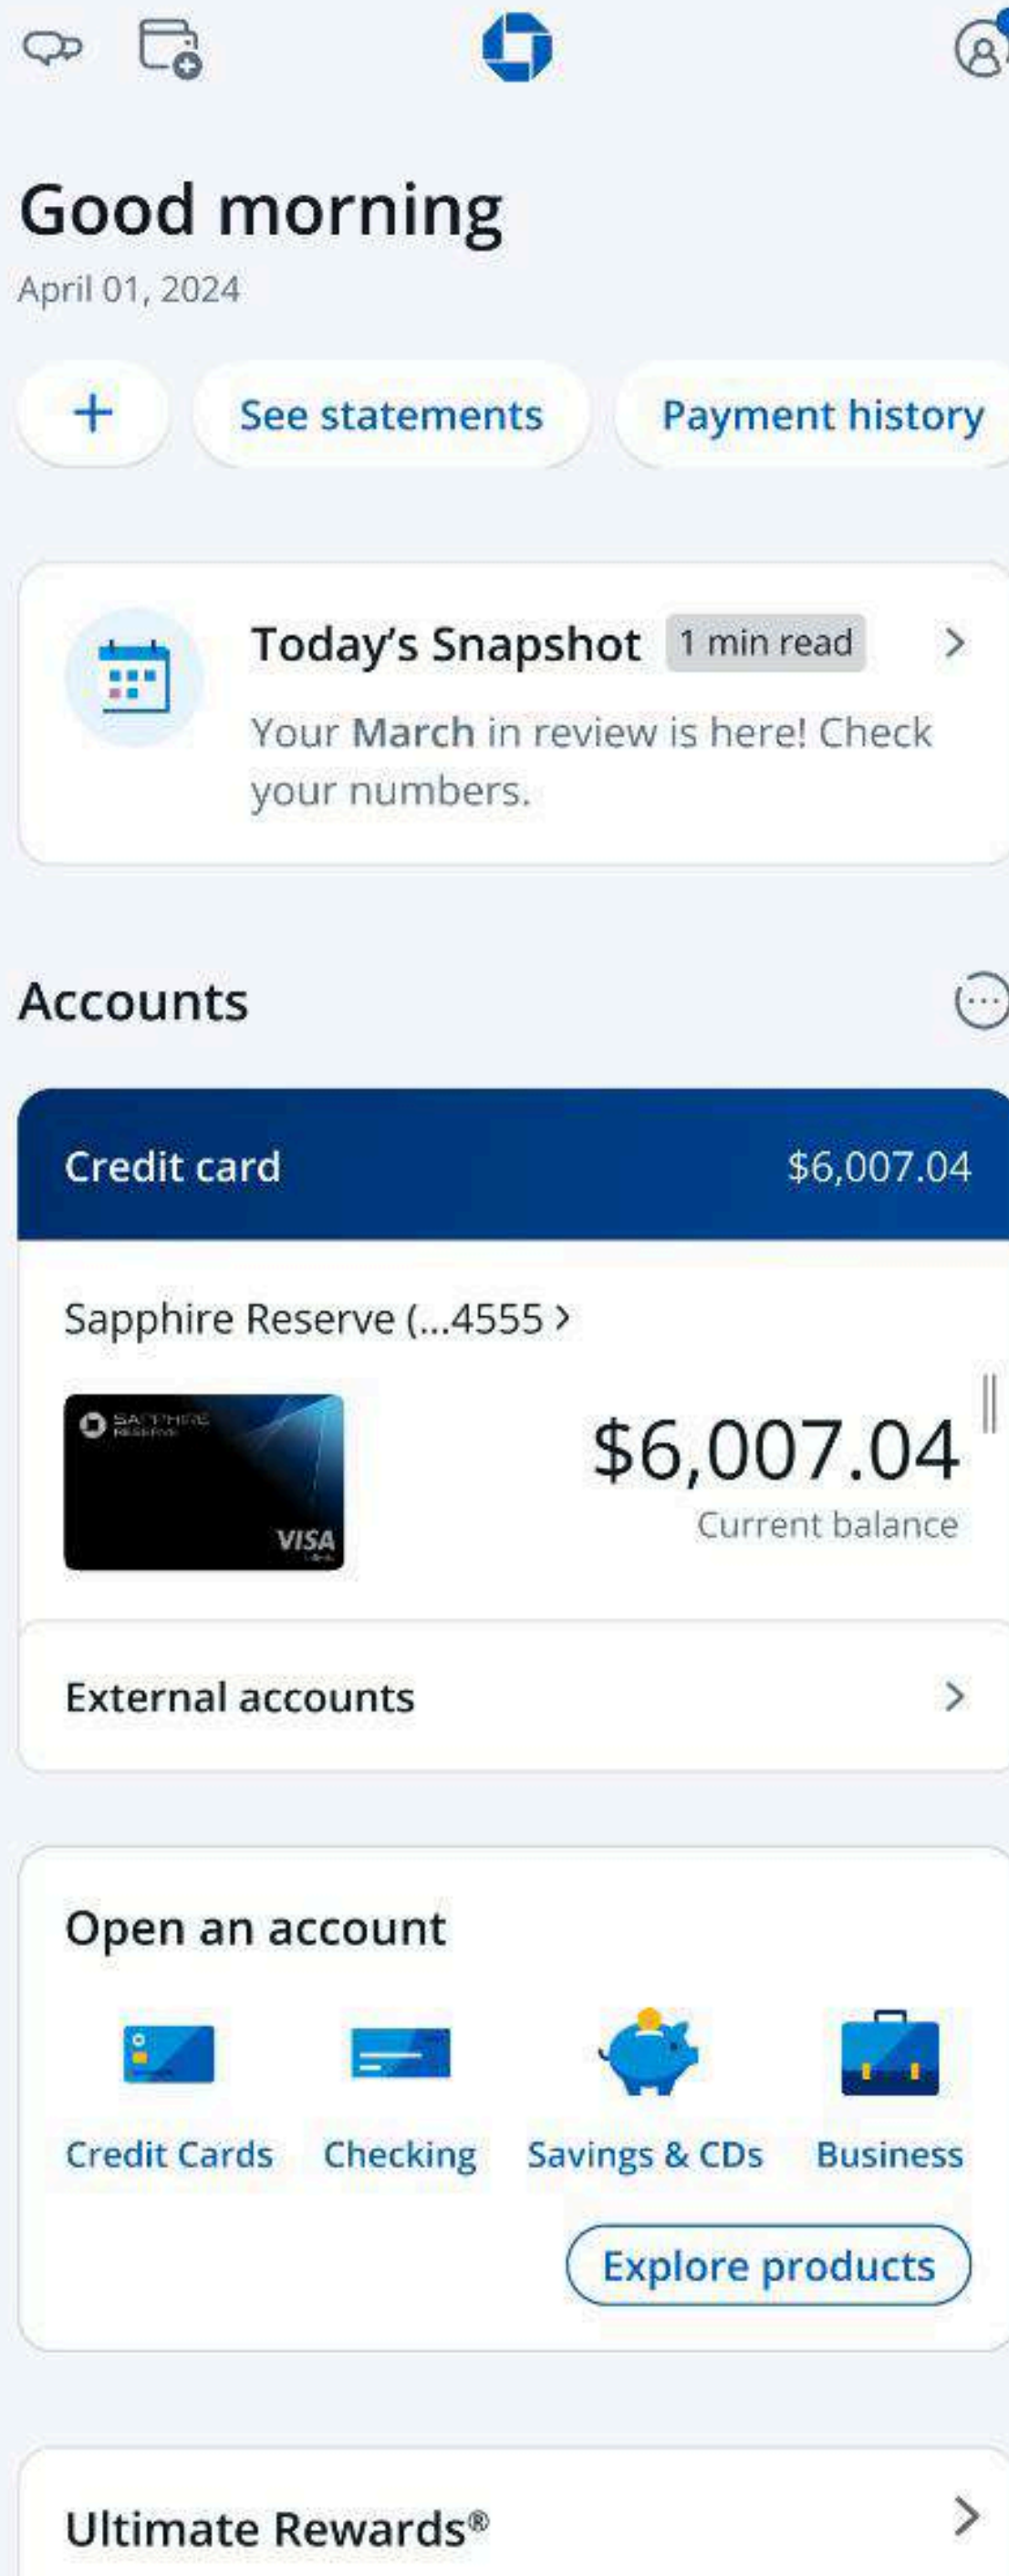 Good morning
April 01, 2024
+ See statements Payment history
Today's Snapshot 1 min read
Your March in review is here! Check
your numbers.
Accounts
Credit card $6,007.04
Sapphire Reserve (...4555
SAPPHIRE
RESERVE
VISA
$6,007.04
Current balance
External accounts
Open an account
Credit Cards Checking Savings & CDs Business
Explore products
Ultimate Rewards®